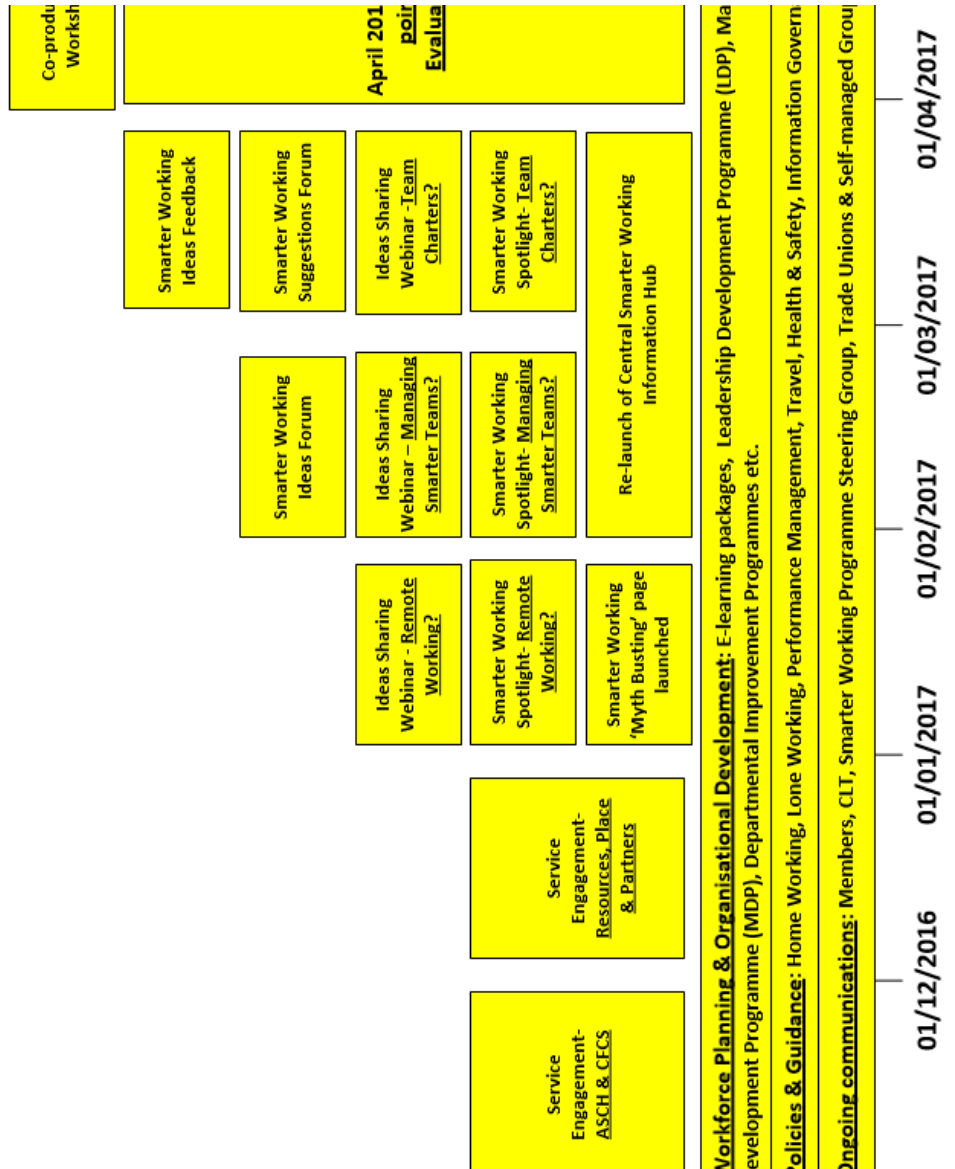 Co-produ
Worksh
April 201
poin
Evalua
Smarter Working
Ideas Feedback
Smarter Working
Suggestions Forum
Ideas Sharing
Webinar -Team
Charters?
Smarter Working
Spotlight- Team
Charters?
Smarter Working
Ideas Forum
Ideas Sharing
Webinar – Managing
Smarter Teams?
Smarter Working
Spotlight- Managing
Smarter Teams?
Re-launch of Central Smarter Working
Information Hub
Ideas Sharing
Webinar - Remote
Working?
Smarter Working
Spotlight- Remote
Working?
Smarter Working
‘Myth Busting’ page
launched
Service
Engagement-
Resources, Place
& Partners
Service
Engagement-
ASCH & CFCS
Workforce Planning & Organisational Development: E-learning packages, Leadership Development Programme (LDP), Ma
evelopment Programme (MDP), Departmental Improvement Programmes etc.
Policies & Guidance: Home Working, Lone Working, Performance Management, Travel, Health & Safety, Information Govern
Ongoing communications: Members, CLT, Smarter Working Programme Steering Group, Trade Unions & Self-managed Group
01/12/2016
01/01/2017
01/02/2017
01/03/2017
01/04/2017